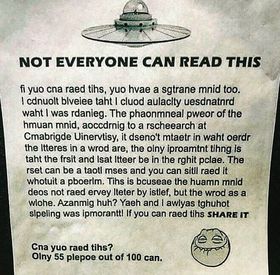 NOT EVERYONE CAN READ THIS
fi yuo cna raed tihs, yuo hvae a sgtrane mnid too.
I cdnuolt blveiee taht I cluod aulaclty uesdnatnrd
waht I was rdanieg. The phaonmneal pweor of the
hmuan mnid, aoccdrnig to a rscheearch at
Cmabrigde Uinervtisy, it dseno't mtaetr in waht oerdr
the ltteres in a wrod are, the olny iproamtnt tihng is
taht the frsit and lsat ltteer be in the rghit pclae. The
rset can be a taotl mses and you can sitll raed it
whotuit a pboerlm. Tihs is bcuseae the huamn mnid
deos not raed ervey lteter by istlef, but the wrod as a
wlohe. Azanmig huh? Yaeh and I awlyas tghuhot
slpeling was ipmorantt! If you can raed tihs SHARE IT
Cna yuo raed tihs?
Olny 55 plepoe out of 100 can.